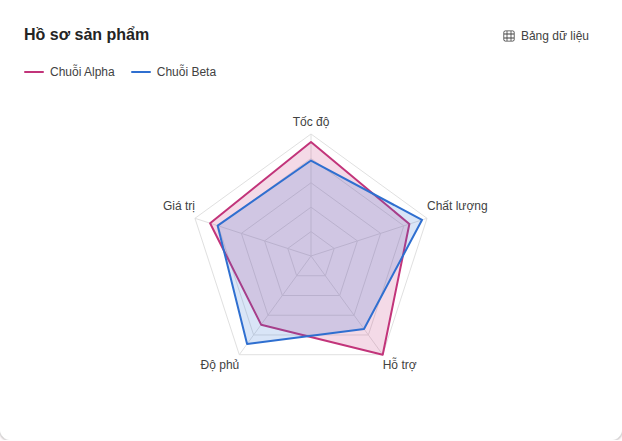 Hồ sơ sản phẩm
Bảng dữ liệu
Chuỗi Alpha
Chuỗi Beta
Tốc độ
Giá trị
Chất lượng
Độ phủ
Hỗ trợ